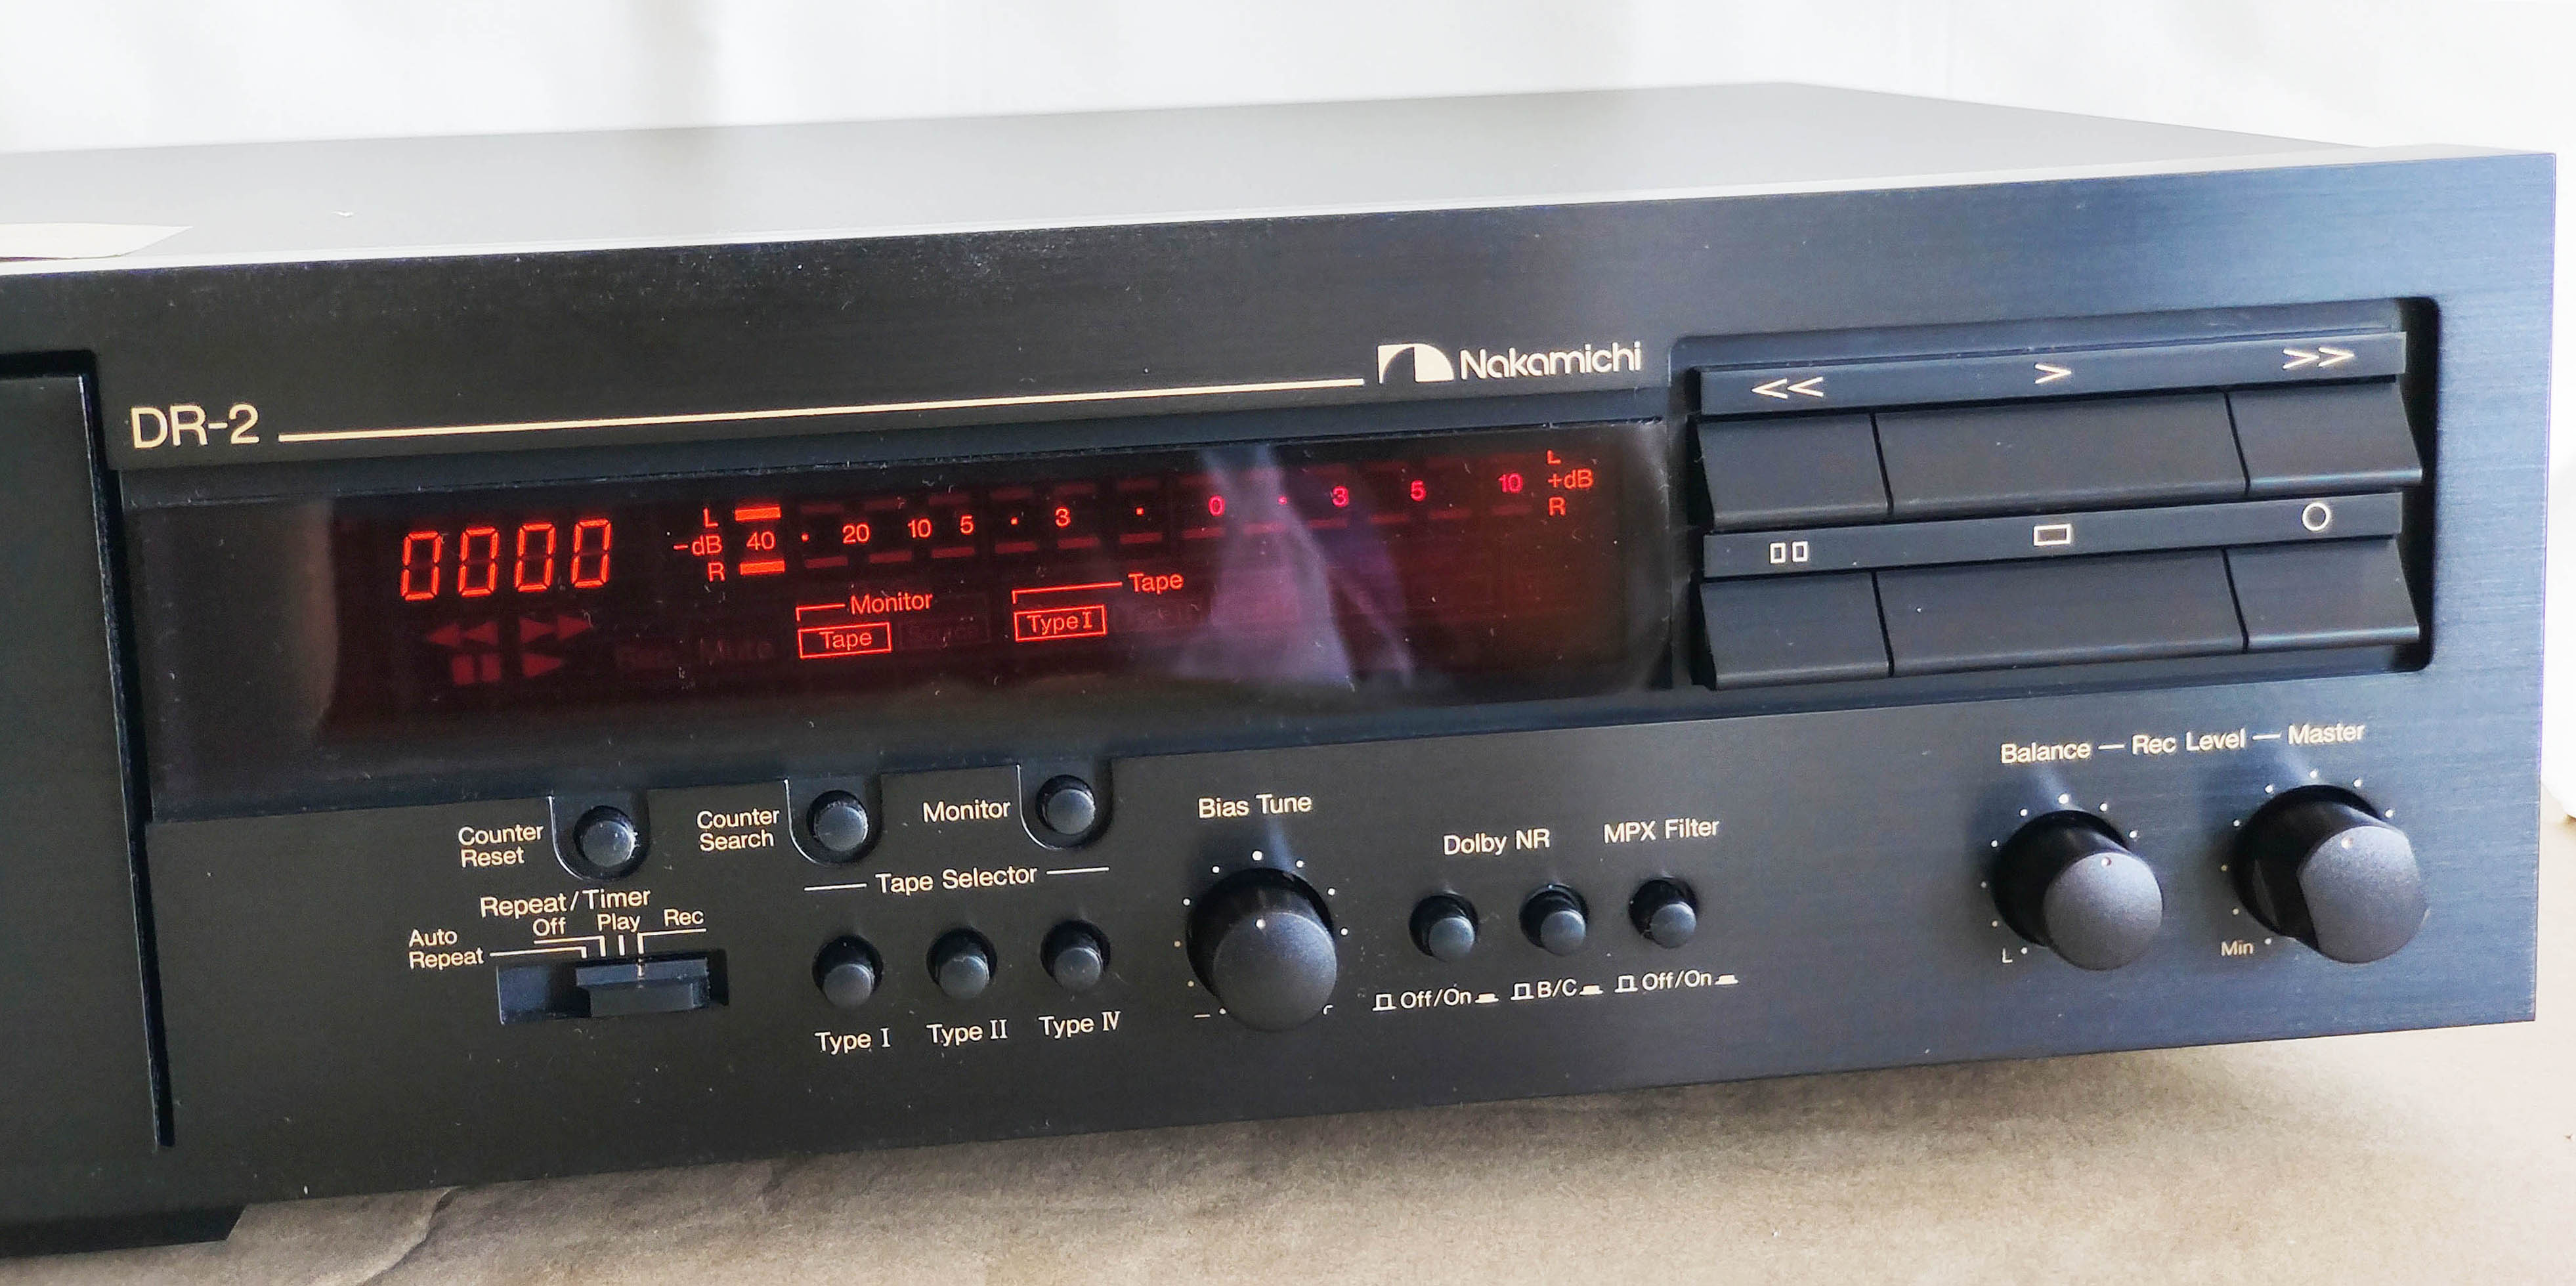 Nakamichi
DR-2
<< > >>
0000
L
-dB 40 · 20 10 5 · 3 · 0 · 3 5 10 +dB
R
L
R
Monitor
Tape
Tape
Type I
Counter
Reset
Counter
Search
Monitor
Tape Selector
Repeat/Timer
Auto
Repeat
Off Play Rec
Type I Type II Type IV
Bias Tune
Dolby NR
MPX Filter
Off/On
B/C
Off/On
Balance — Rec Level — Master
L
Min